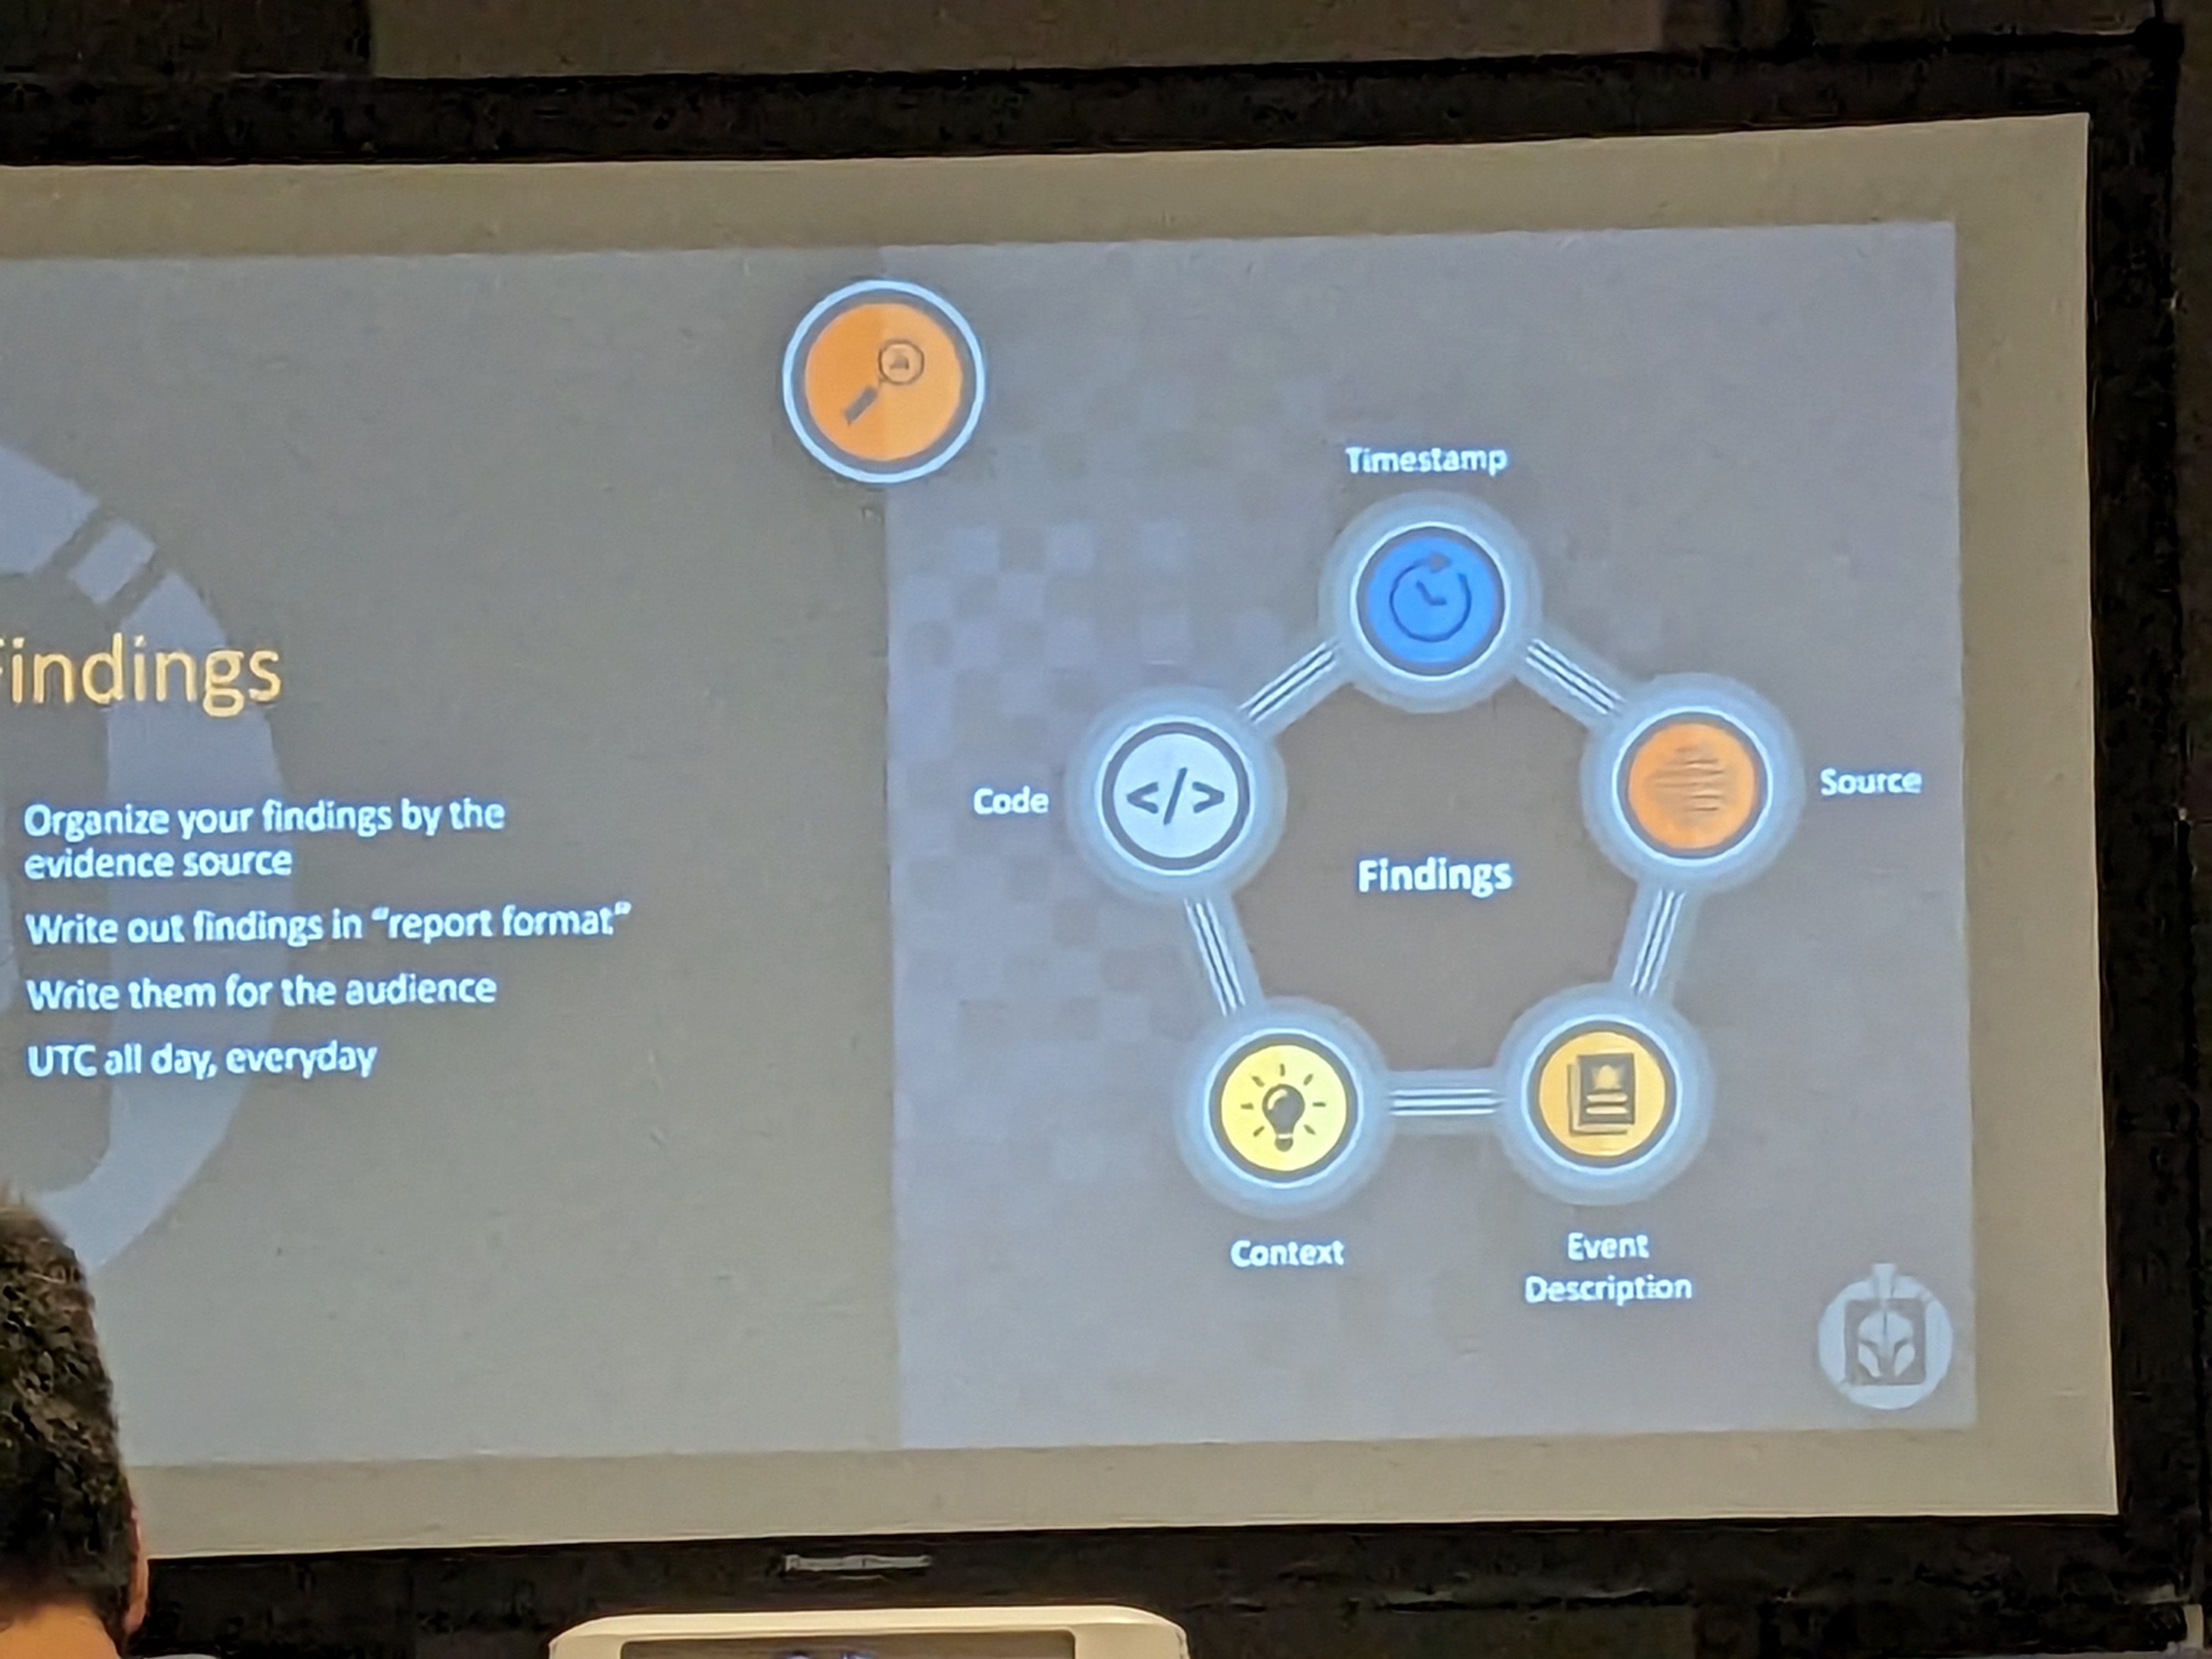 Findings
Organize your findings by the
evidence source
Write out findings in “report format”
Write them for the audience
UTC all day, everyday
Timestamp
Code
</>
Source
Findings
Context
Event
Description